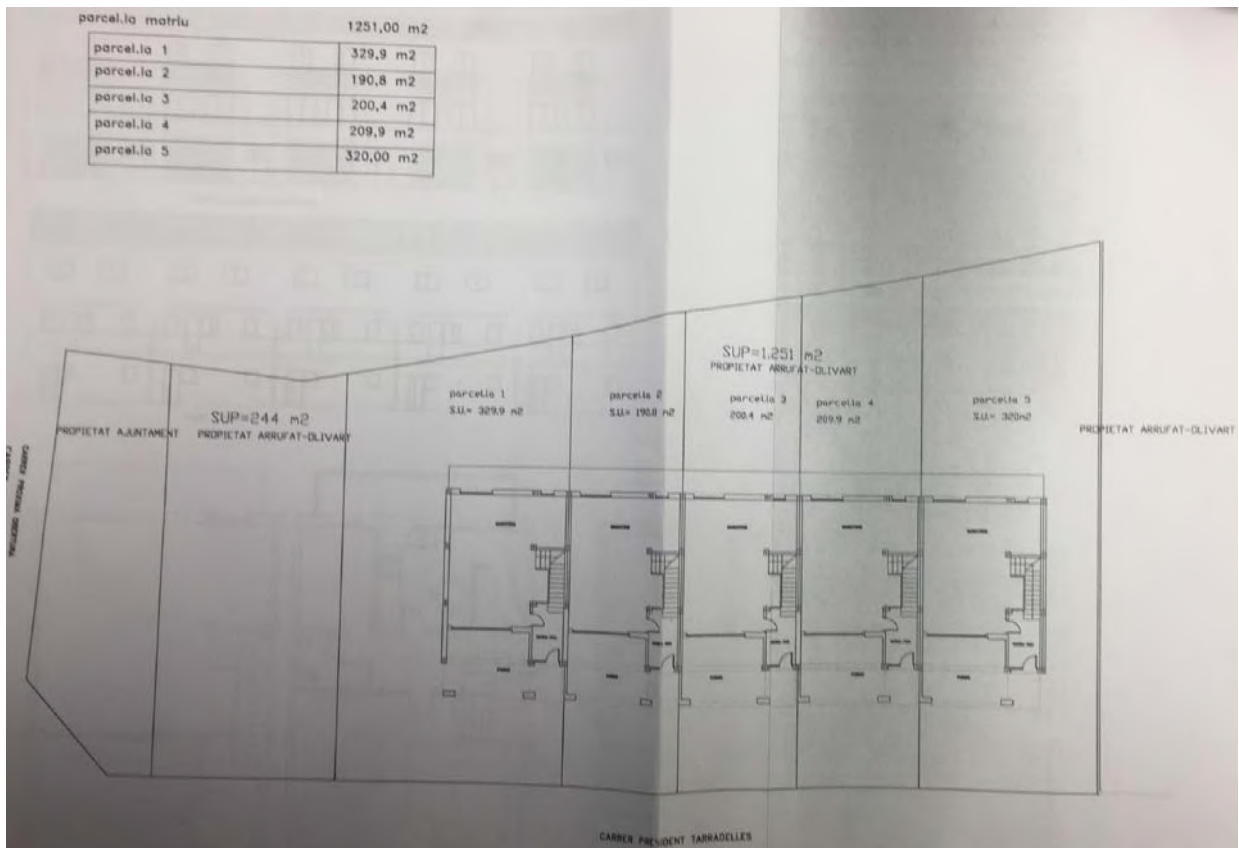 parcel.la matriu 1251,00 m2
parcel.la 1 329,9 m2
parcel.la 2 190,8 m2
parcel.la 3 200,4 m2
parcel.la 4 209,9 m2
parcel.la 5 320,00 m2
SUP=1.251 m2
PROPIETAT ARRUFAT-OLIVART
parcel·la 1
S.U.= 329.9 m2
parcel·la 2
S.U.= 190.8 m2
parcel·la 3
200.4 m2
parcel·la 4
209.9 m2
parcel·la 5
S.U.= 320m2
SUP=244 m2
PROPIETAT ARRUFAT-OLIVART
PROPIETAT AJUNTAMENT
PROPIETAT ARRUFAT-OLIVART
CARRER
CARRER PRESIDENT TARRADELLES